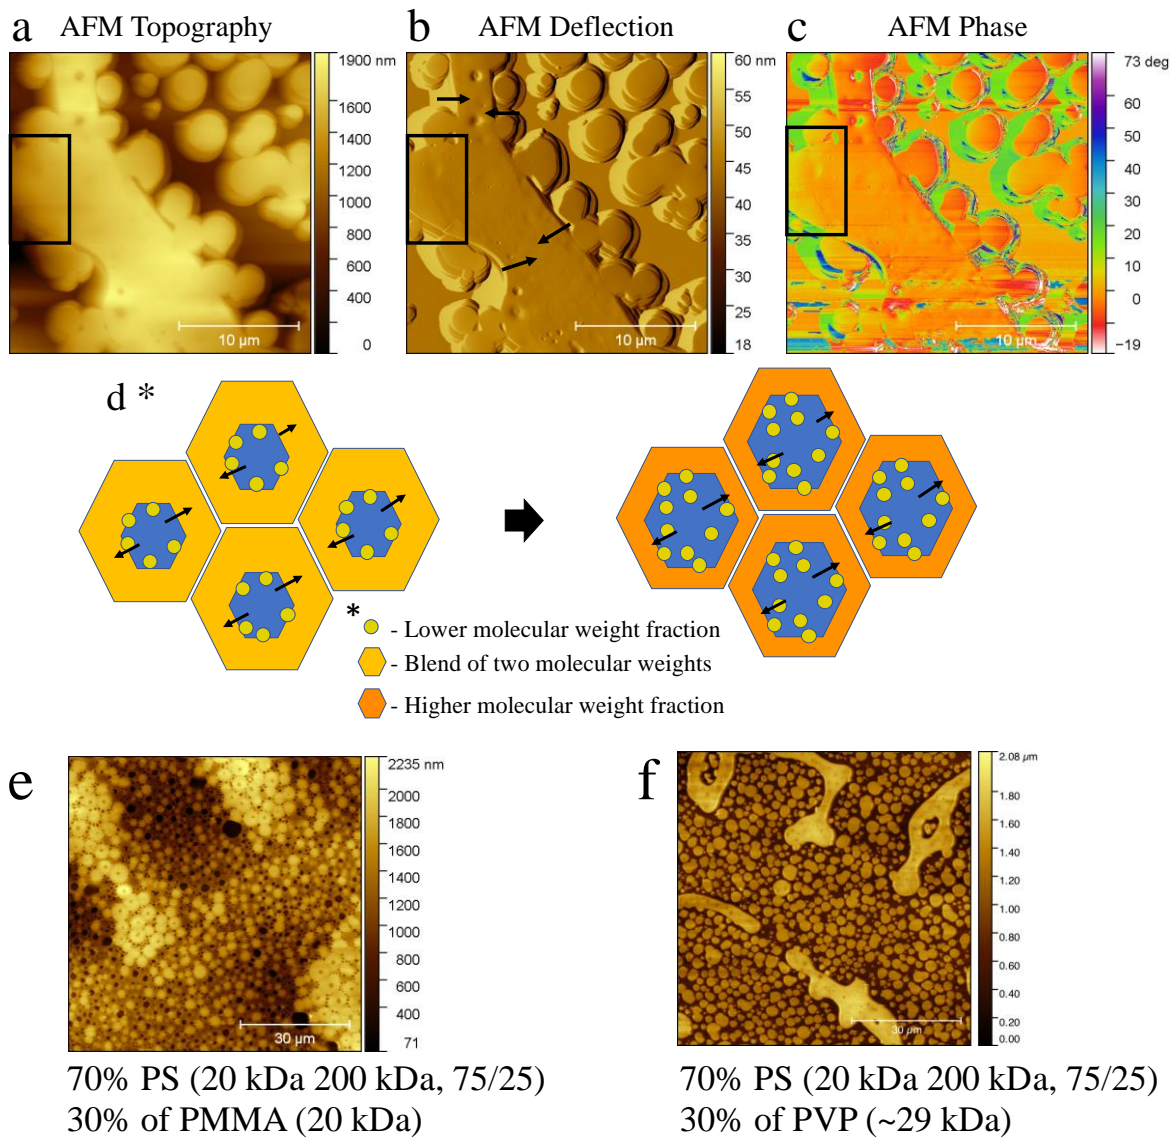 a
AFM Topography
b
AFM Deflection
c
AFM Phase
1900 nm
1600
1400
1200
1000
800
600
400
0
10 µm
60 nm
55
50
45
40
35
30
25
18
10 µm
73 deg
60
50
40
30
20
10
0
−19
10 µm
d *
*
- Lower molecular weight fraction
- Blend of two molecular weights
- Higher molecular weight fraction
e
2235 nm
2000
1800
1600
1400
1200
1000
800
600
400
71
30 µm
70% PS (20 kDa 200 kDa, 75/25)
30% of PMMA (20 kDa)
f
2.08 µm
1.80
1.60
1.40
1.20
1.00
0.80
0.60
0.40
0.20
0.00
30 µm
70% PS (20 kDa 200 kDa, 75/25)
30% of PVP (~29 kDa)